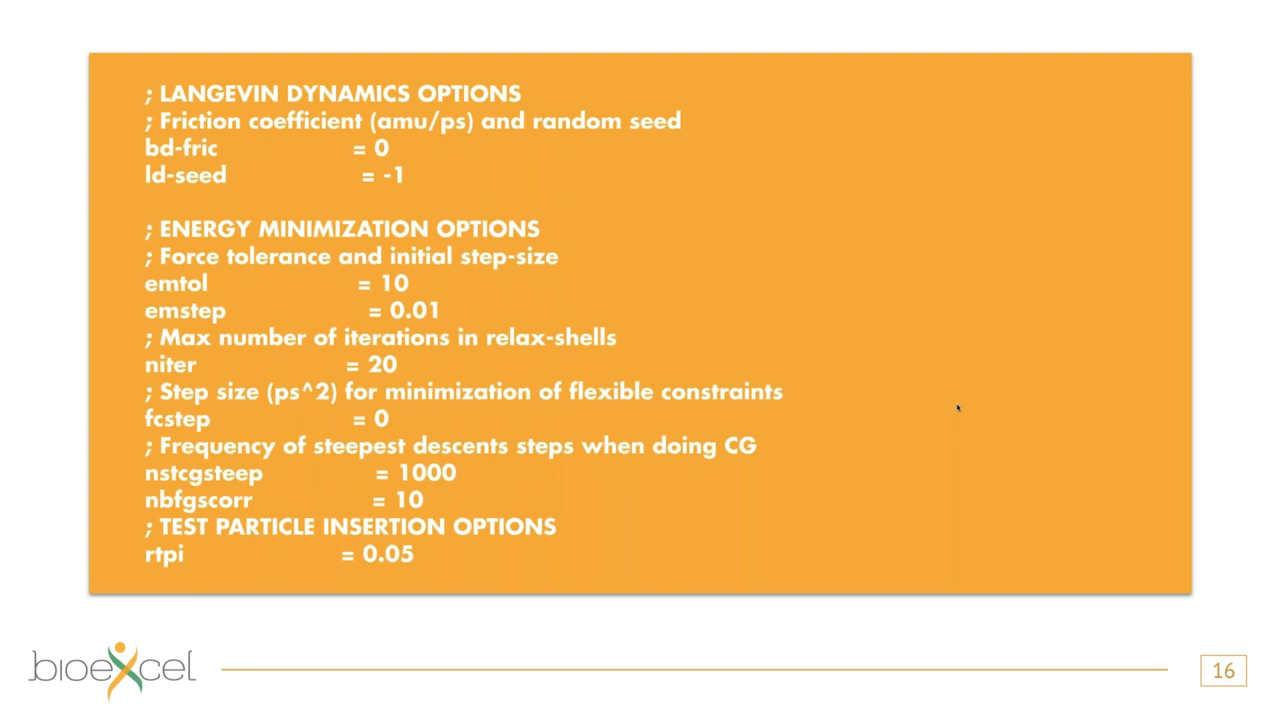 ; LANGEVIN DYNAMICS OPTIONS
; Friction coefficient (amu/ps) and random seed
bd-fric = 0
ld-seed = -1
; ENERGY MINIMIZATION OPTIONS
; Force tolerance and initial step-size
emtol = 10
emstep = 0.01
; Max number of iterations in relax-shells
niter = 20
; Step size (ps^2) for minimization of flexible constraints
fcstep = 0
; Frequency of steepest descents steps when doing CG
nstcgsteep = 1000
nbfgscorr = 10
; TEST PARTICLE INSERTION OPTIONS
rtpi = 0.05
bioexcel
16